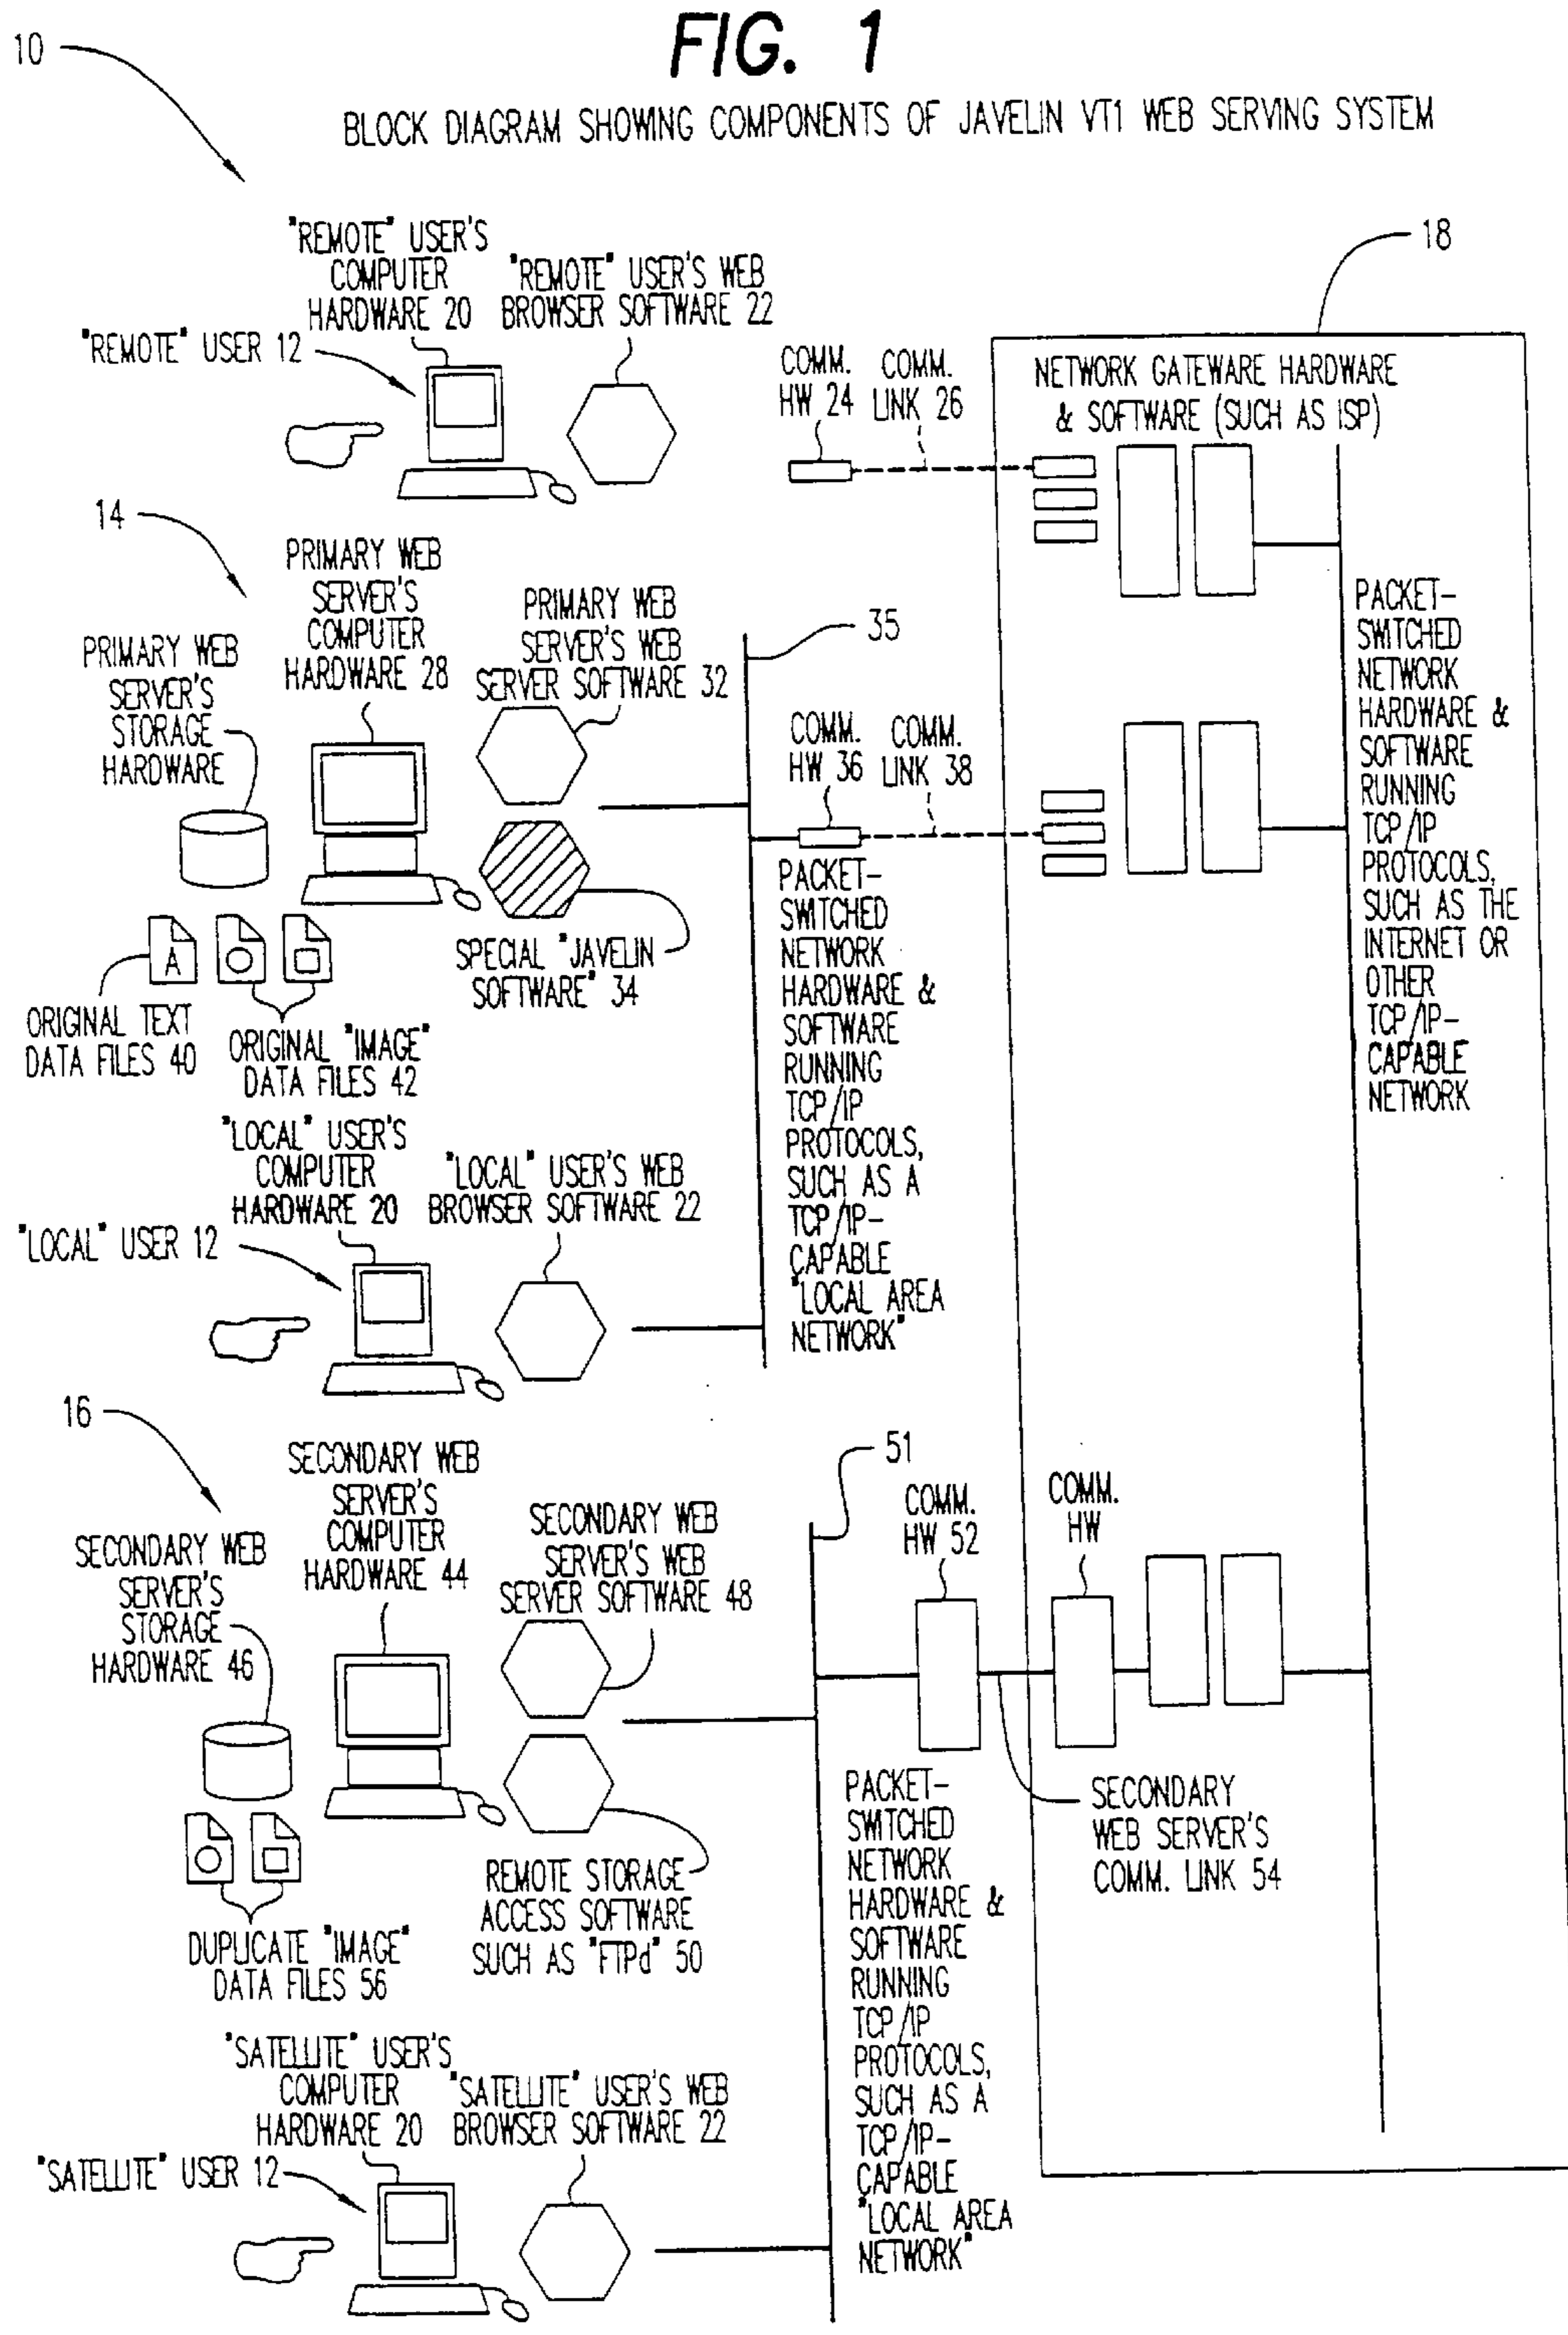 FIG. 1
10
BLOCK DIAGRAM SHOWING COMPONENTS OF JAVELIN VT1 WEB SERVING SYSTEM
"REMOTE" USER'S
COMPUTER
HARDWARE 20
"REMOTE" USER'S WEB
BROWSER SOFTWARE 22
"REMOTE" USER 12
COMM.
HW 24
COMM.
LINK 26
18
NETWORK GATEWARE HARDWARE
& SOFTWARE (SUCH AS ISP)
14
PRIMARY WEB
SERVER'S
COMPUTER
HARDWARE 28
PRIMARY WEB
SERVER'S WEB
SERVER SOFTWARE 32
35
PRIMARY WEB
SERVER'S
STORAGE
HARDWARE
COMM.
HW 36
COMM.
LINK 38
PACKET-
SWITCHED
NETWORK
HARDWARE &
SOFTWARE
RUNNING
TCP/IP
PROTOCOLS,
SUCH AS THE
INTERNET OR
OTHER
TCP/IP-
CAPABLE
NETWORK
A
SPECIAL "JAVELIN
SOFTWARE" 34
ORIGINAL TEXT
DATA FILES 40
ORIGINAL "IMAGE"
DATA FILES 42
PACKET-
SWITCHED
NETWORK
HARDWARE &
SOFTWARE
RUNNING
TCP/IP
PROTOCOLS,
SUCH AS A
TCP/IP-
CAPABLE
"LOCAL AREA
NETWORK"
"LOCAL" USER'S
COMPUTER
HARDWARE 20
"LOCAL" USER'S WEB
BROWSER SOFTWARE 22
"LOCAL" USER 12
16
SECONDARY WEB
SERVER'S
COMPUTER
HARDWARE 44
SECONDARY WEB
SERVER'S WEB
SERVER SOFTWARE 48
51
COMM.
HW 52
COMM.
HW
SECONDARY WEB
SERVER'S
STORAGE
HARDWARE 46
SECONDARY
WEB SERVER'S
COMM. LINK 54
REMOTE STORAGE
ACCESS SOFTWARE
SUCH AS "FTPd" 50
DUPLICATE "IMAGE"
DATA FILES 56
PACKET-
SWITCHED
NETWORK
HARDWARE &
SOFTWARE
RUNNING
TCP/IP
PROTOCOLS,
SUCH AS A
TCP/IP-
CAPABLE
"LOCAL AREA
NETWORK"
"SATELLITE" USER'S
COMPUTER
HARDWARE 20
"SATELLITE" USER'S WEB
BROWSER SOFTWARE 22
"SATELLITE" USER 12